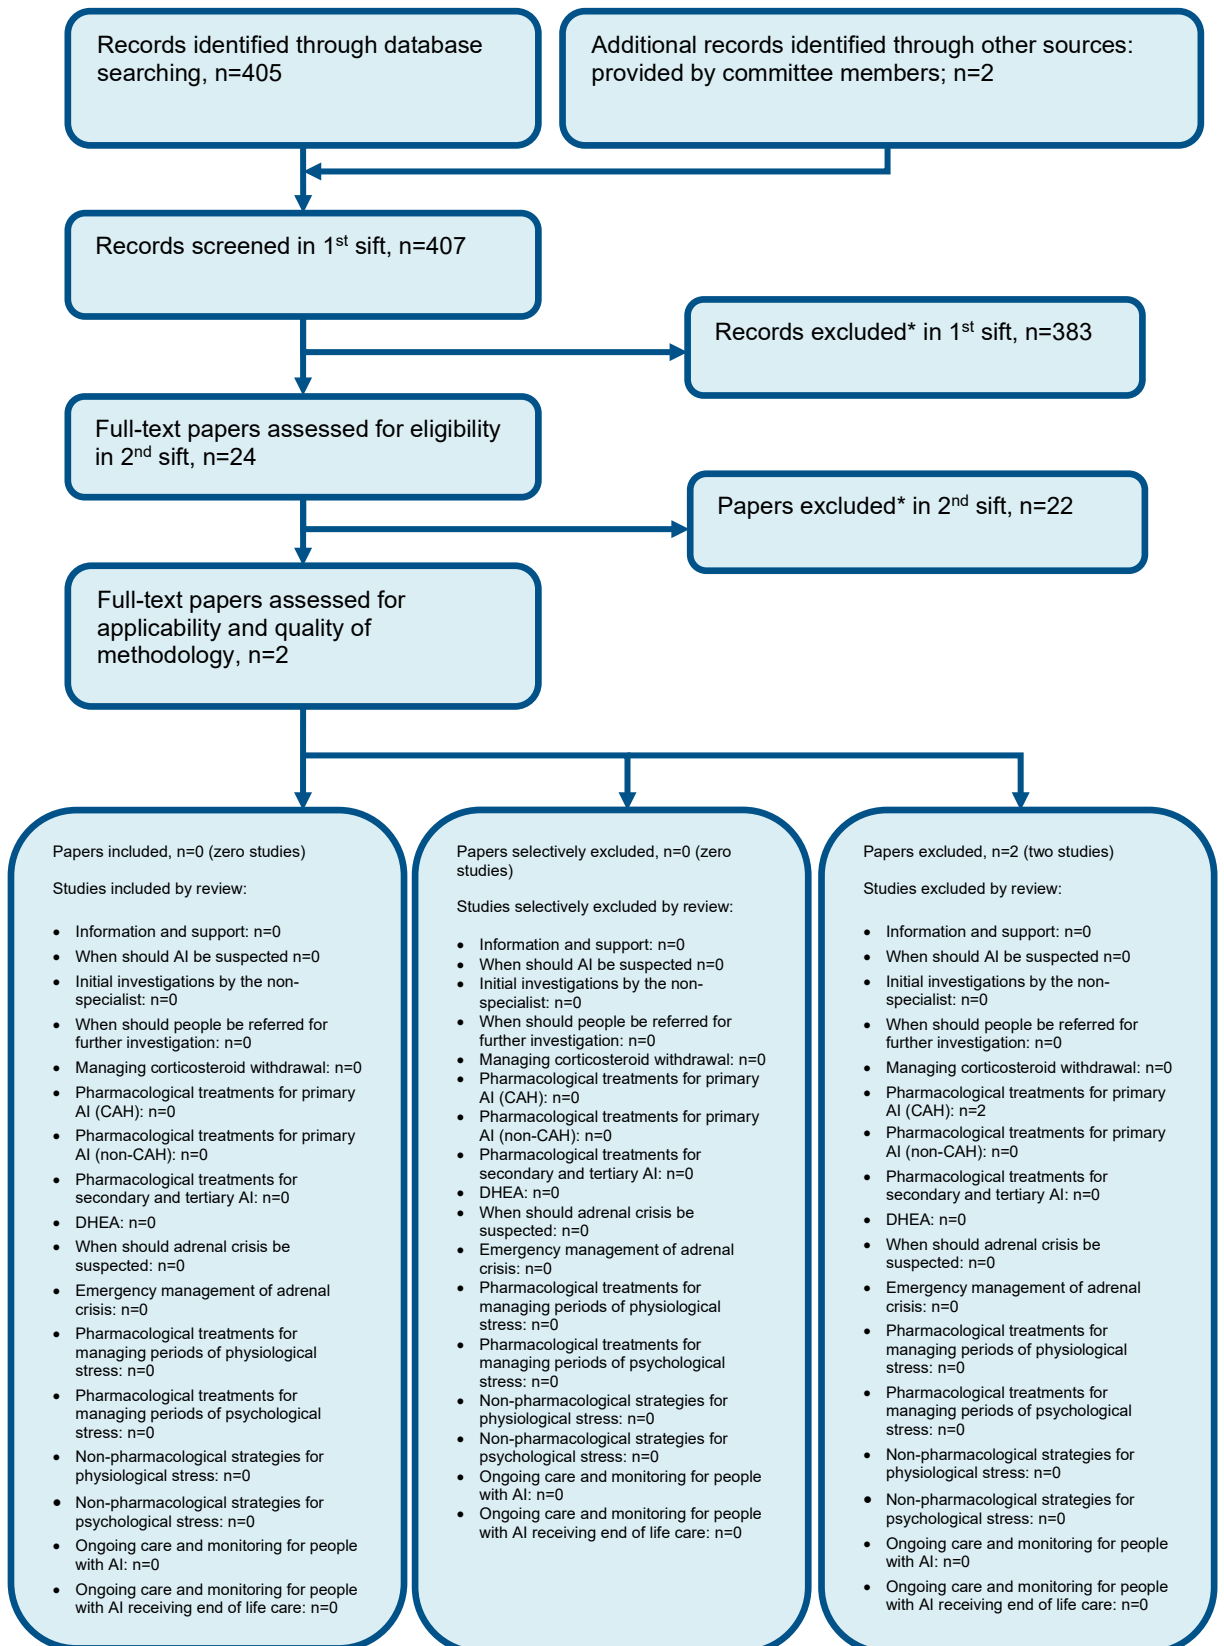 Records identified through database
searching, n=405
Additional records identified through other sources:
provided by committee members; n=2
Records screened in 1st sift, n=407
Records excluded* in 1st sift, n=383
Full-text papers assessed for eligibility
in 2nd sift, n=24
Papers excluded* in 2nd sift, n=22
Full-text papers assessed for
applicability and quality of
methodology, n=2
Papers included, n=0 (zero studies)
Studies included by review:
• Information and support: n=0
• When should AI be suspected n=0
• Initial investigations by the non-
specialist: n=0
• When should people be referred for
further investigation: n=0
• Managing corticosteroid withdrawal: n=0
• Pharmacological treatments for primary
AI (CAH): n=0
• Pharmacological treatments for primary
AI (non-CAH): n=0
• Pharmacological treatments for
secondary and tertiary AI: n=0
• DHEA: n=0
• When should adrenal crisis be
suspected: n=0
• Emergency management of adrenal
crisis: n=0
• Pharmacological treatments for
managing periods of physiological
stress: n=0
• Pharmacological treatments for
managing periods of psychological
stress: n=0
• Non-pharmacological strategies for
physiological stress: n=0
• Non-pharmacological strategies for
psychological stress: n=0
• Ongoing care and monitoring for people
with AI: n=0
• Ongoing care and monitoring for people
with AI receiving end of life care: n=0
Papers selectively excluded, n=0 (zero
studies)
Studies selectively excluded by review:
• Information and support: n=0
• When should AI be suspected n=0
• Initial investigations by the non-
specialist: n=0
• When should people be referred for
further investigation: n=0
• Managing corticosteroid withdrawal: n=0
• Pharmacological treatments for primary
AI (CAH): n=0
• Pharmacological treatments for primary
AI (non-CAH): n=0
• Pharmacological treatments for
secondary and tertiary AI: n=0
• DHEA: n=0
• When should adrenal crisis be
suspected: n=0
• Emergency management of adrenal
crisis: n=0
• Pharmacological treatments for
managing periods of physiological
stress: n=0
• Pharmacological treatments for
managing periods of psychological
stress: n=0
• Non-pharmacological strategies for
physiological stress: n=0
• Non-pharmacological strategies for
psychological stress: n=0
• Ongoing care and monitoring for people
with AI: n=0
• Ongoing care and monitoring for people
with AI receiving end of life care: n=0
Papers excluded, n=2 (two studies)
Studies excluded by review:
• Information and support: n=0
• When should AI be suspected n=0
• Initial investigations by the non-
specialist: n=0
• When should people be referred for
further investigation: n=0
• Managing corticosteroid withdrawal: n=0
• Pharmacological treatments for primary
AI (CAH): n=2
• Pharmacological treatments for primary
AI (non-CAH): n=0
• Pharmacological treatments for
secondary and tertiary AI: n=0
• DHEA: n=0
• When should adrenal crisis be
suspected: n=0
• Emergency management of adrenal
crisis: n=0
• Pharmacological treatments for
managing periods of physiological
stress: n=0
• Pharmacological treatments for
managing periods of psychological
stress: n=0
• Non-pharmacological strategies for
physiological stress: n=0
• Non-pharmacological strategies for
psychological stress: n=0
• Ongoing care and monitoring for people
with AI: n=0
• Ongoing care and monitoring for people
with AI receiving end of life care: n=0